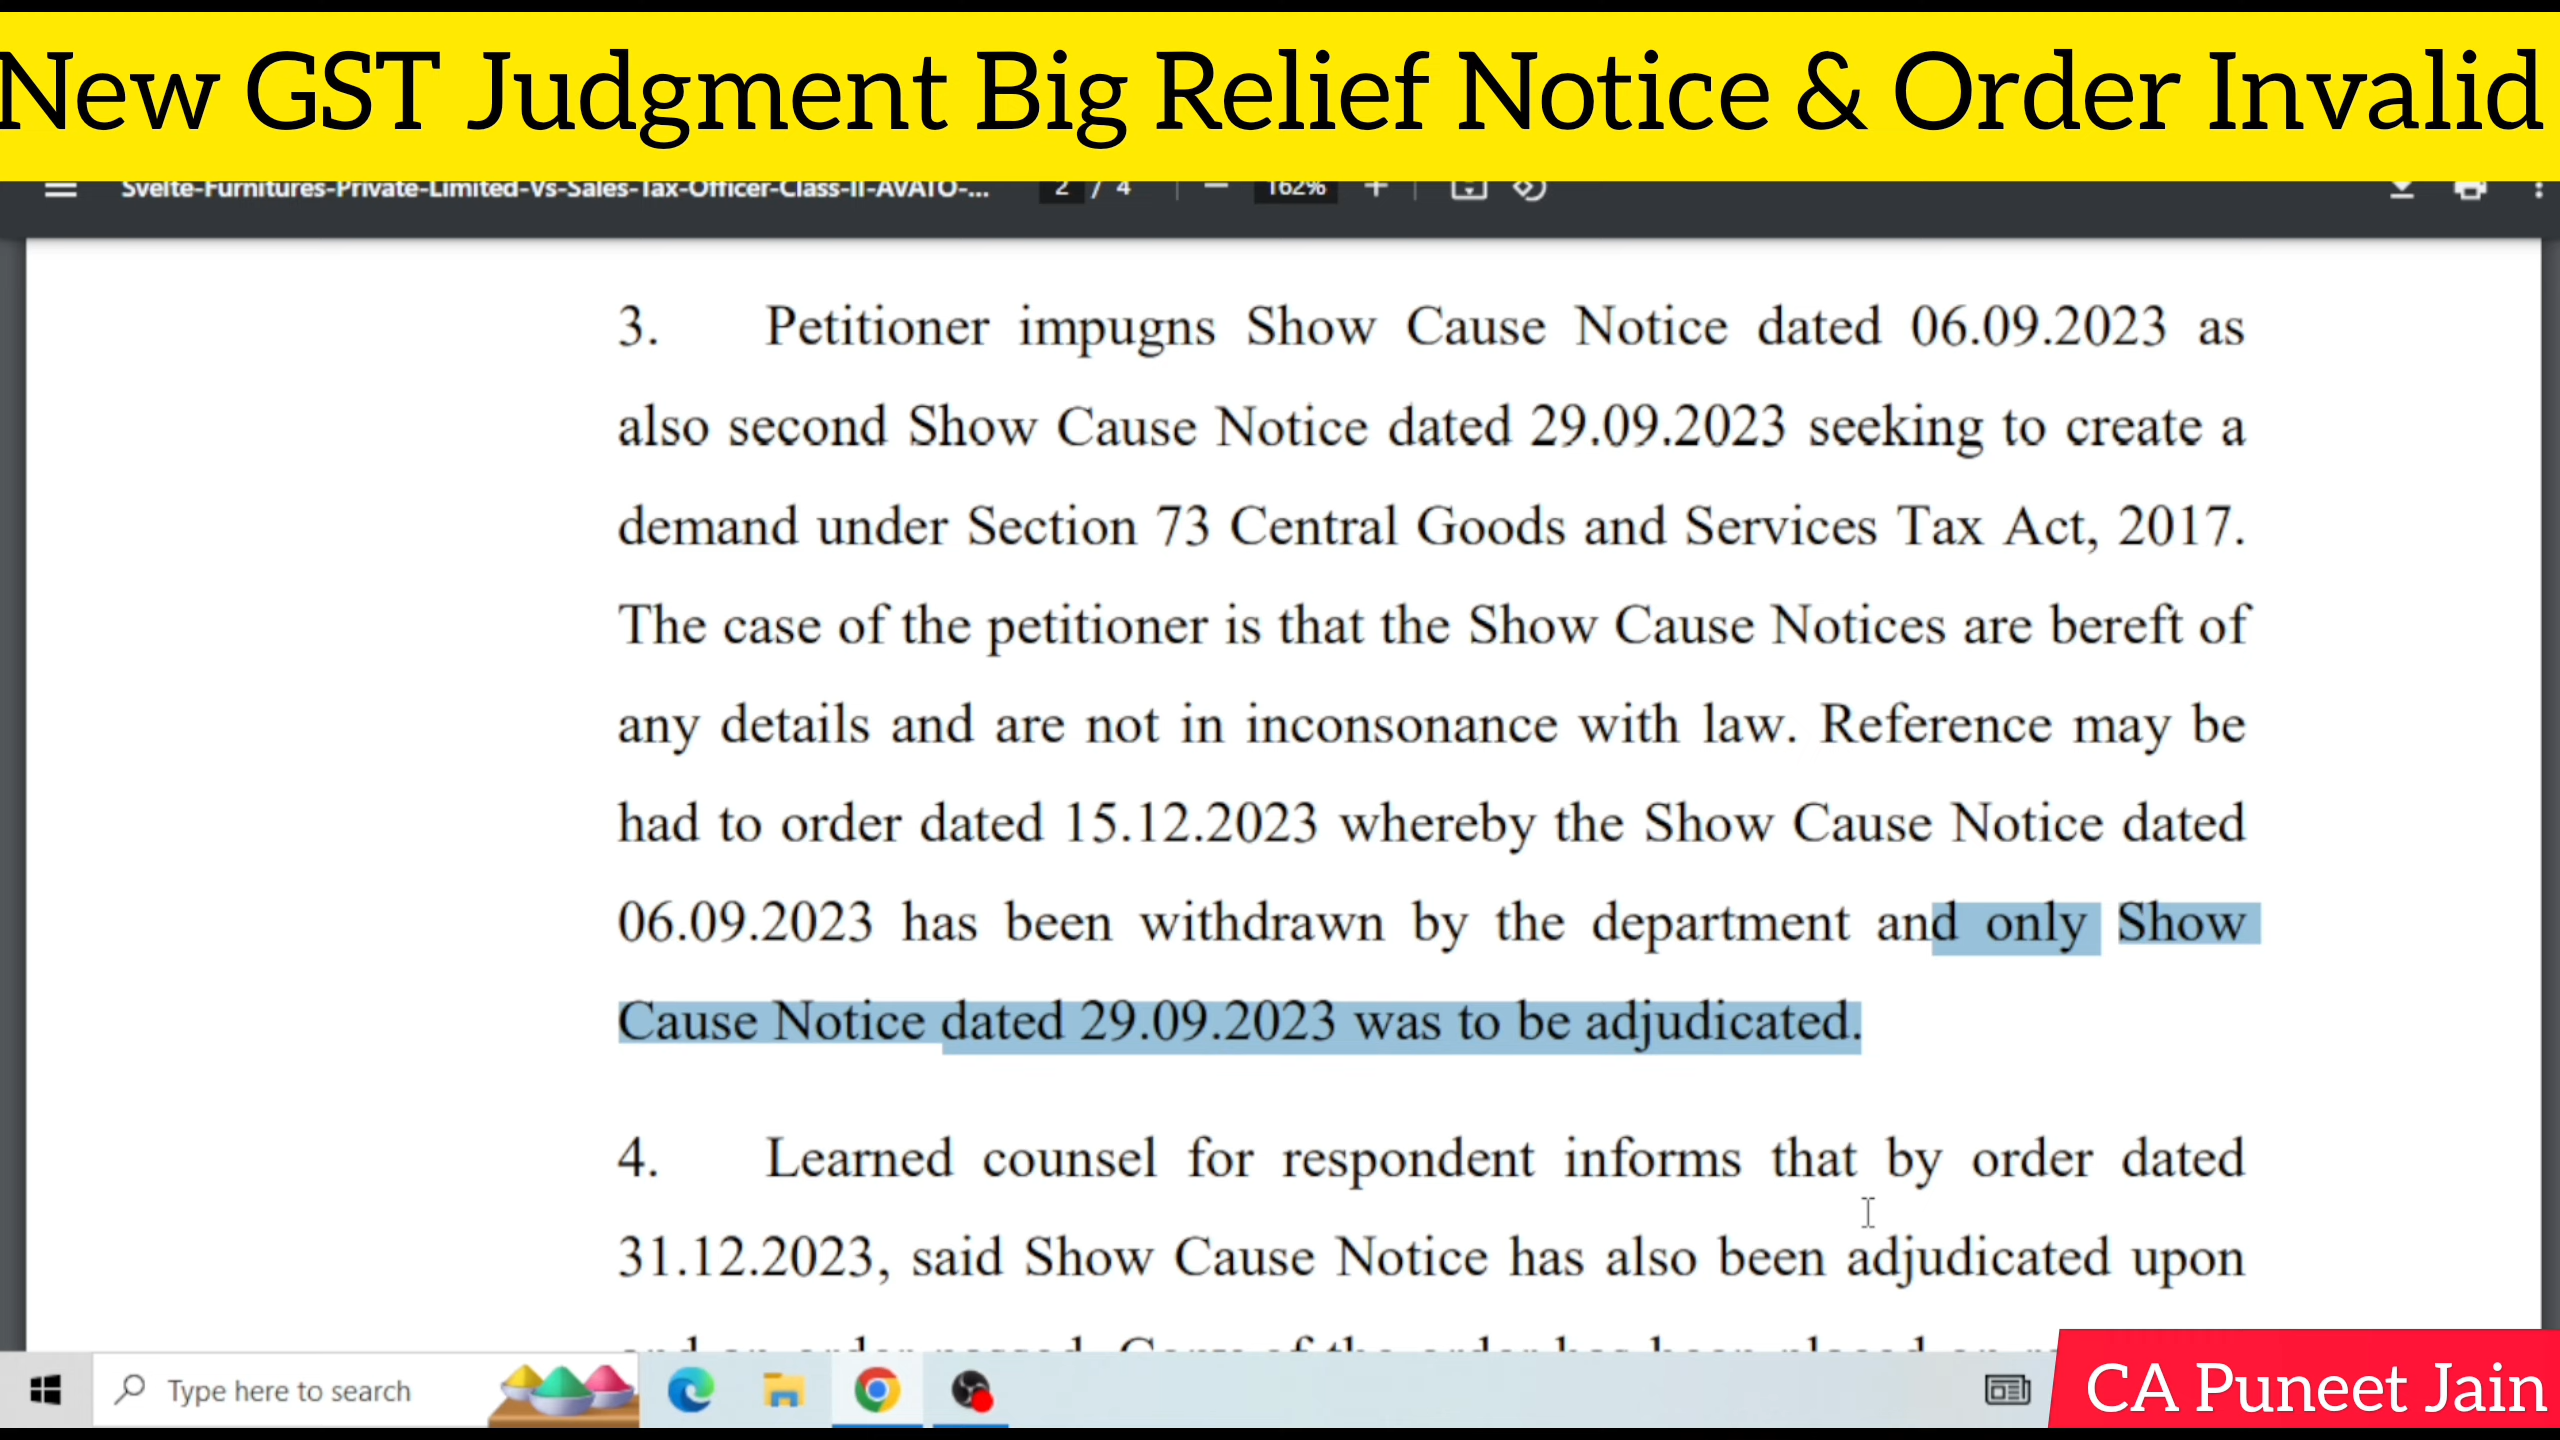 New GST Judgment Big Relief Notice & Order Invalid
Svelte-Furnitures-Private-Limited-Vs-Sales-Tax-Officer-Class-II-AVATO-... 2 / 4 162%
3. Petitioner impugns Show Cause Notice dated 06.09.2023 as
also second Show Cause Notice dated 29.09.2023 seeking to create a
demand under Section 73 Central Goods and Services Tax Act, 2017.
The case of the petitioner is that the Show Cause Notices are bereft of
any details and are not in inconsonance with law. Reference may be
had to order dated 15.12.2023 whereby the Show Cause Notice dated
06.09.2023 has been withdrawn by the department and only Show
Cause Notice dated 29.09.2023 was to be adjudicated.
4. Learned counsel for respondent informs that by order dated
31.12.2023, said Show Cause Notice has also been adjudicated upon
Type here to search
CA Puneet Jain